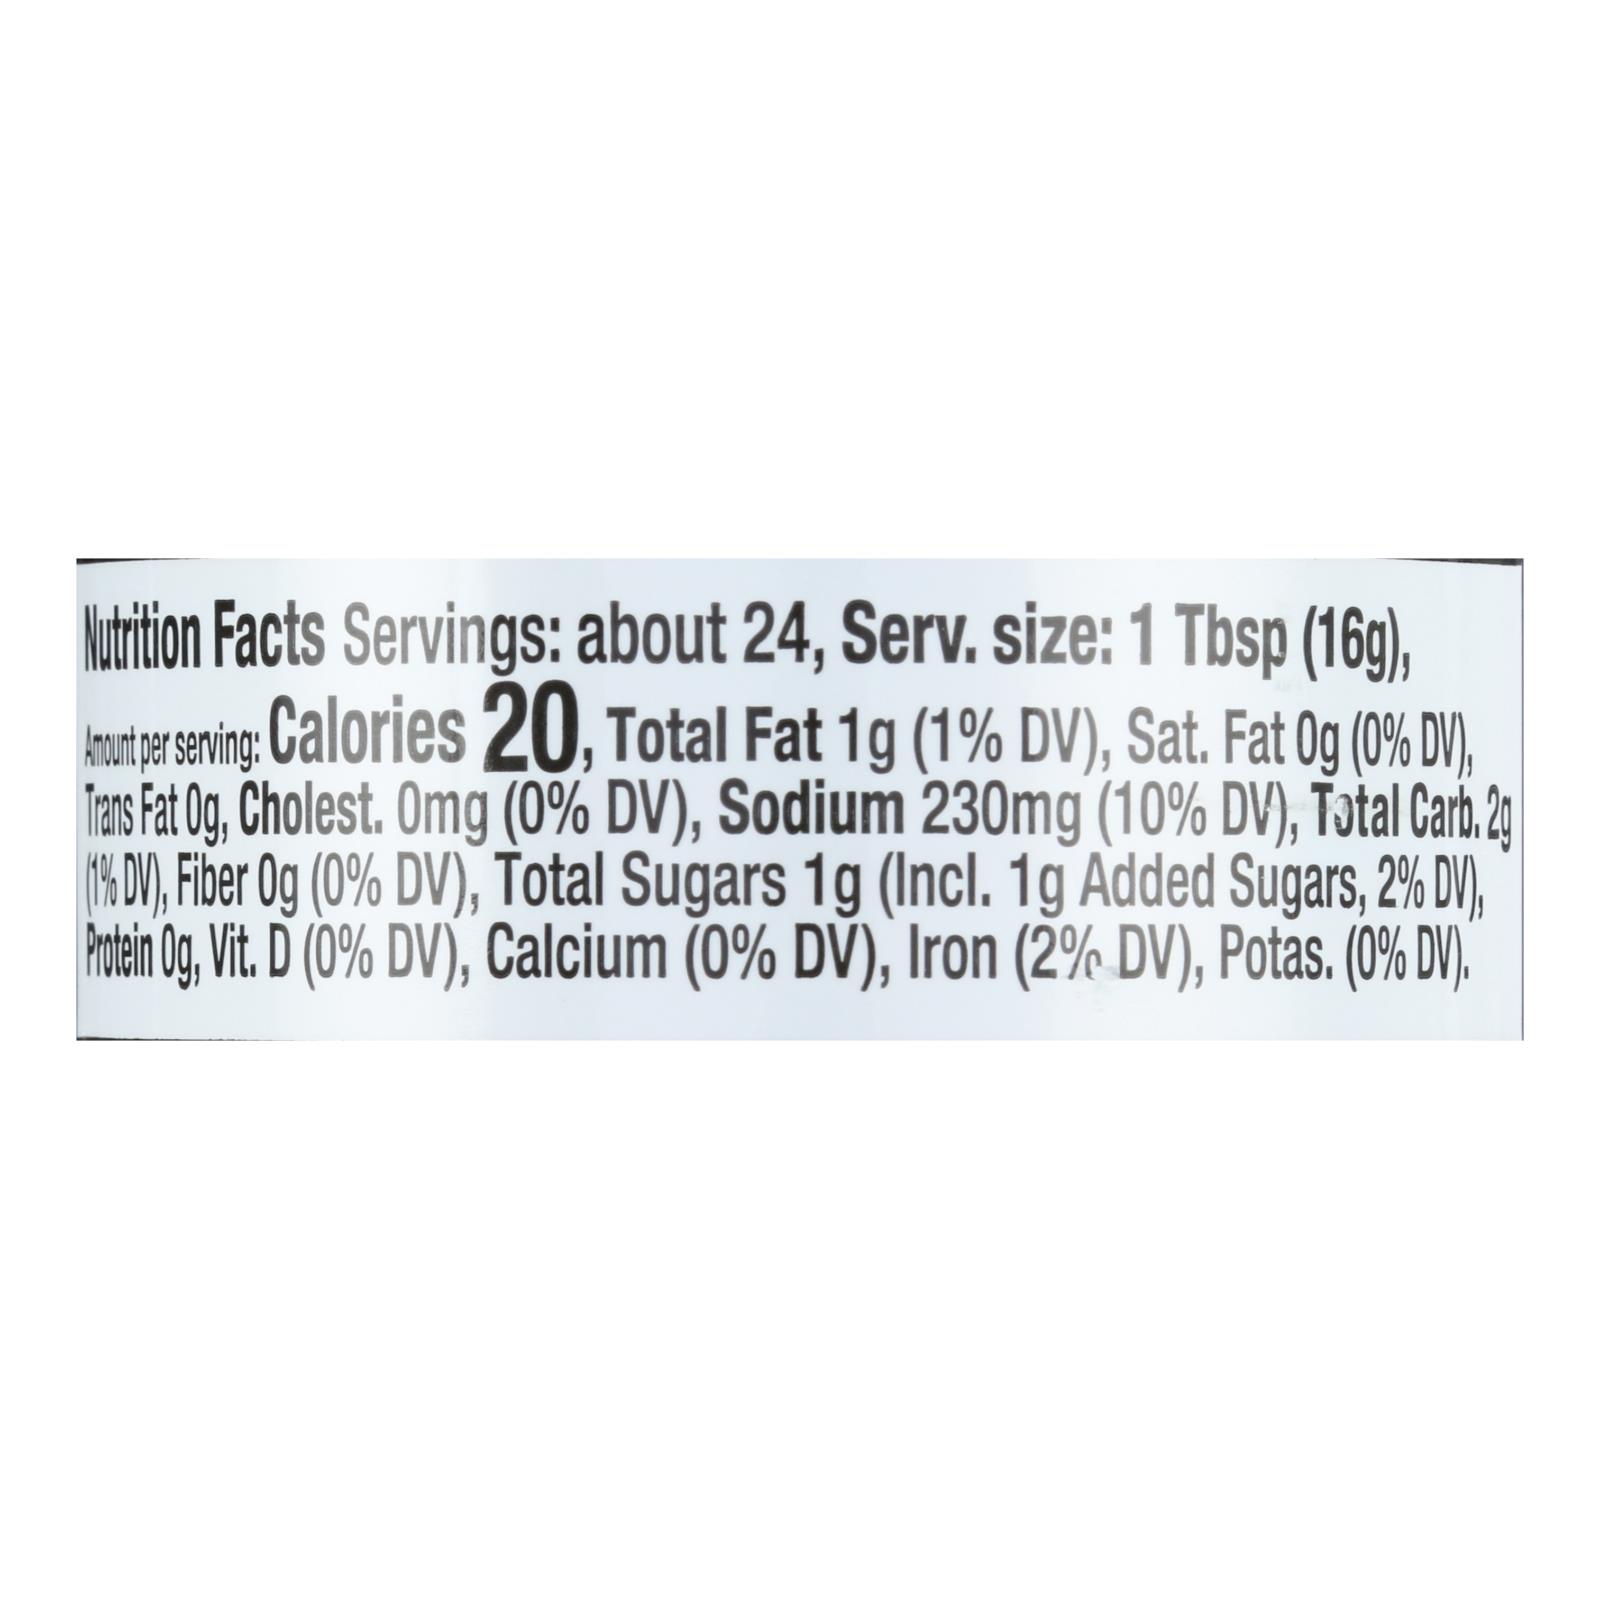 Nutrition Facts Servings: about 24, Serv. size: 1 Tbsp (16g),
Amount per serving: Calories 20, Total Fat 1g (1% DV), Sat. Fat 0g (0% DV),
Trans Fat 0g, Cholest. 0mg (0% DV), Sodium 230mg (10% DV), Total Carb. 2g
(1% DV), Fiber 0g (0% DV), Total Sugars 1g (Incl. 1g Added Sugars, 2% DV),
Protein 0g, Vit. D (0% DV), Calcium (0% DV), Iron (2% DV), Potas. (0% DV).